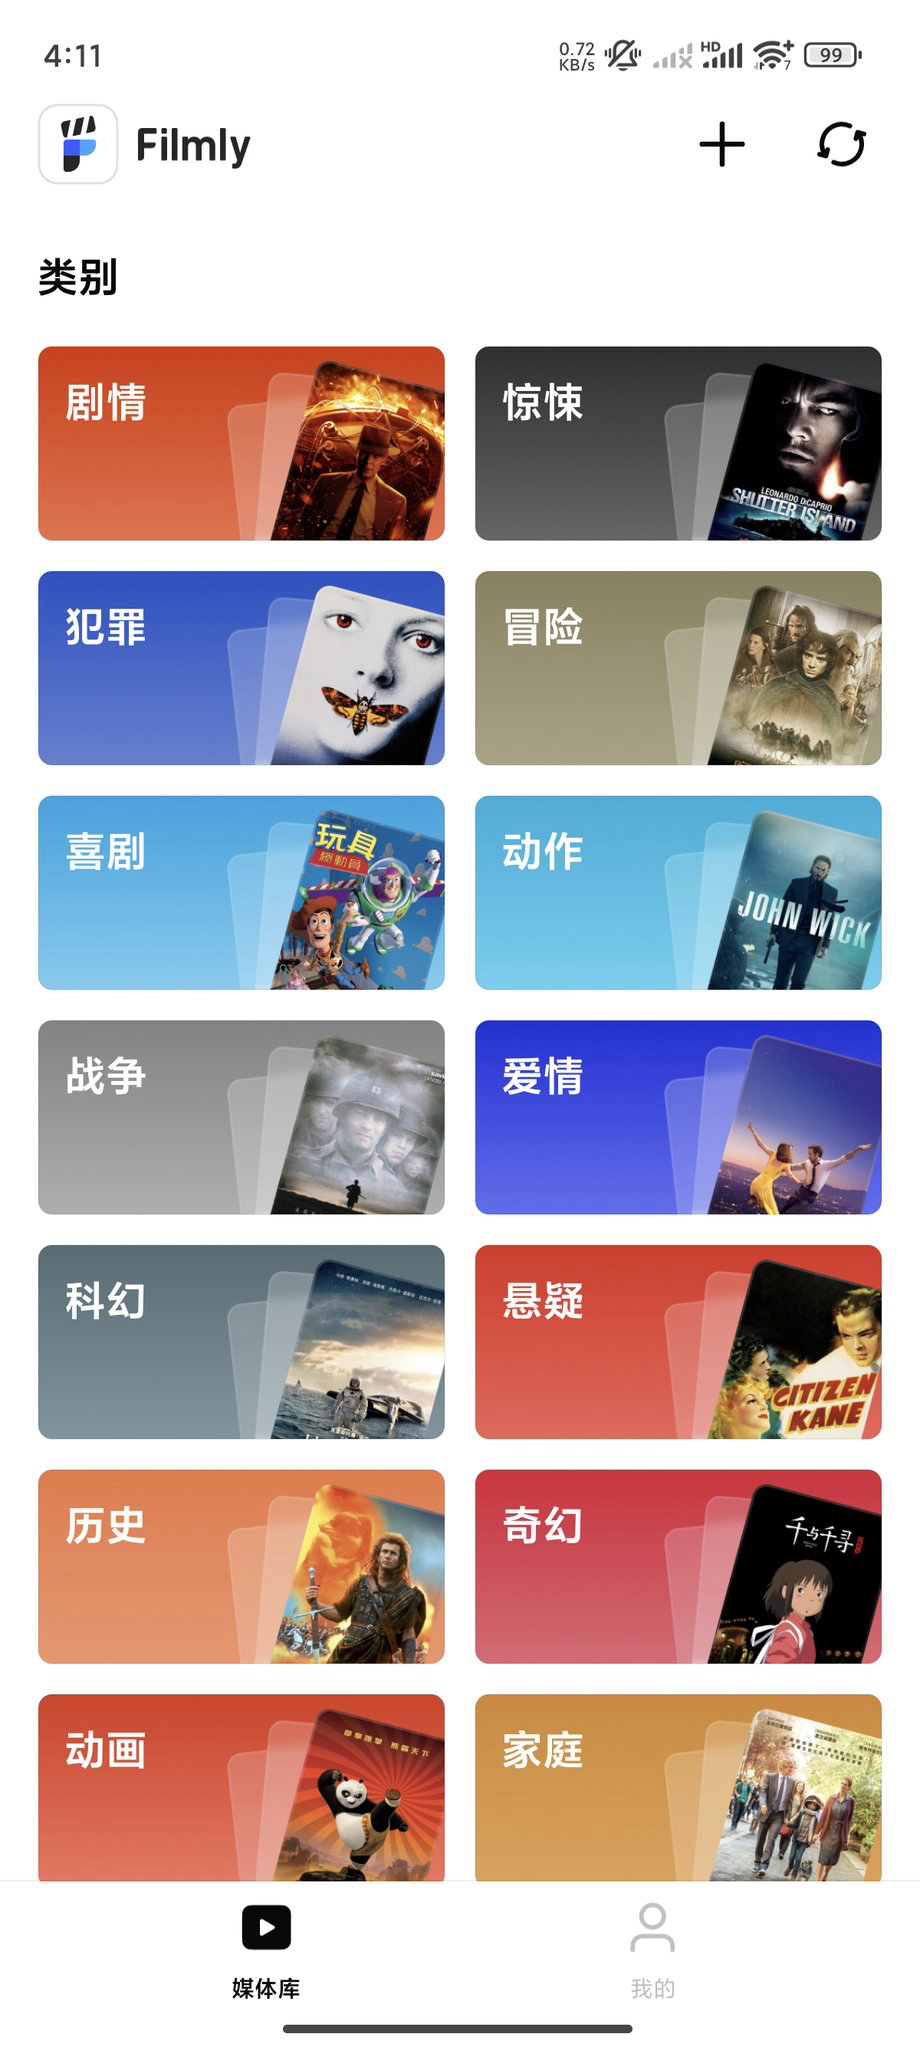 4:11
0.72
KB/s
HD
7
99
Filmly
类别
剧情
惊悚
LEONARDO DiCAPRIO
SHUTTER ISLAND
犯罪
冒险
喜剧
玩具
總動員
动作
JOHN WICK
战争
爱情
科幻
悬疑
CITIZEN
KANE
历史
奇幻
千与千寻
动画
家庭
媒体库
我的